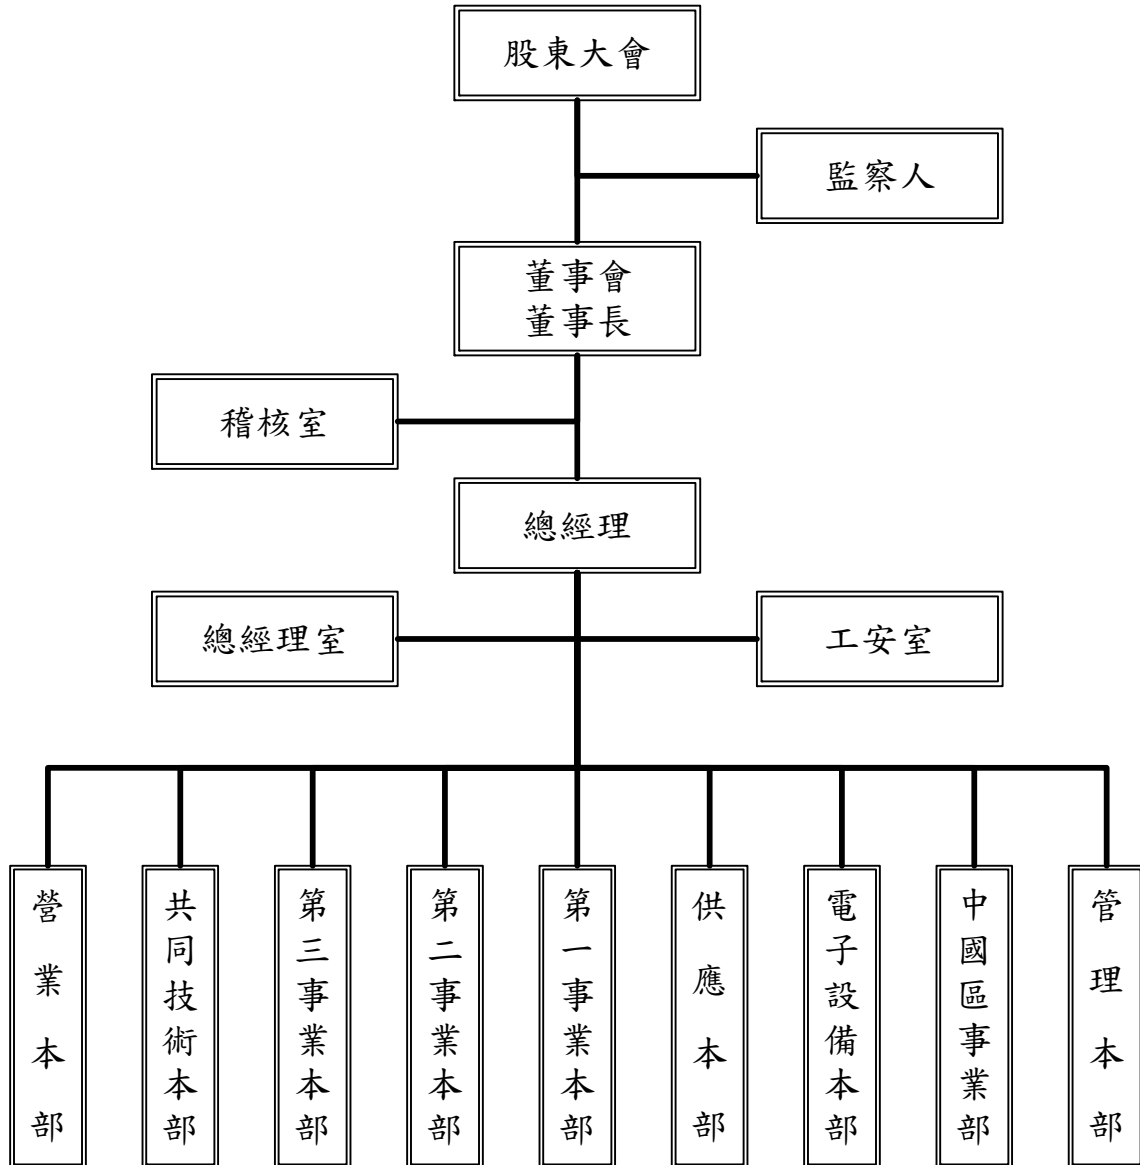 股東大會
監察人
董事會
董事長
稽核室
總經理
總經理室
工安室
營業本部
共同技術本部
第三事業本部
第二事業本部
第一事業本部
供應本部
電子設備本部
中國區事業部
管理本部